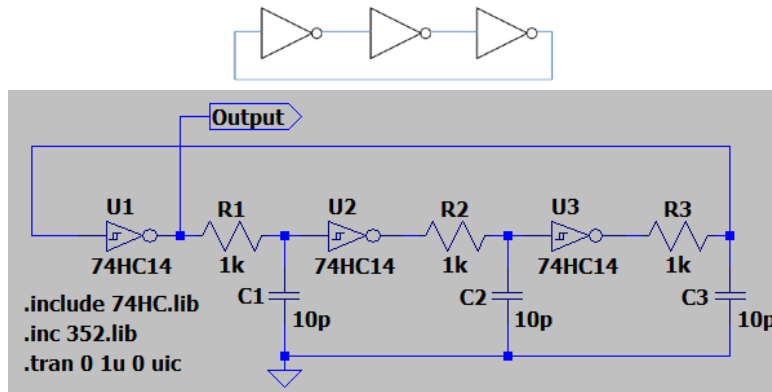 Output
U1
R1
U2
R2
U3
R3
74HC14
1k
74HC14
1k
74HC14
1k
C1
10p
C2
10p
C3
10p
.include 74HC.lib
.inc 352.lib
.tran 0 1u 0 uic